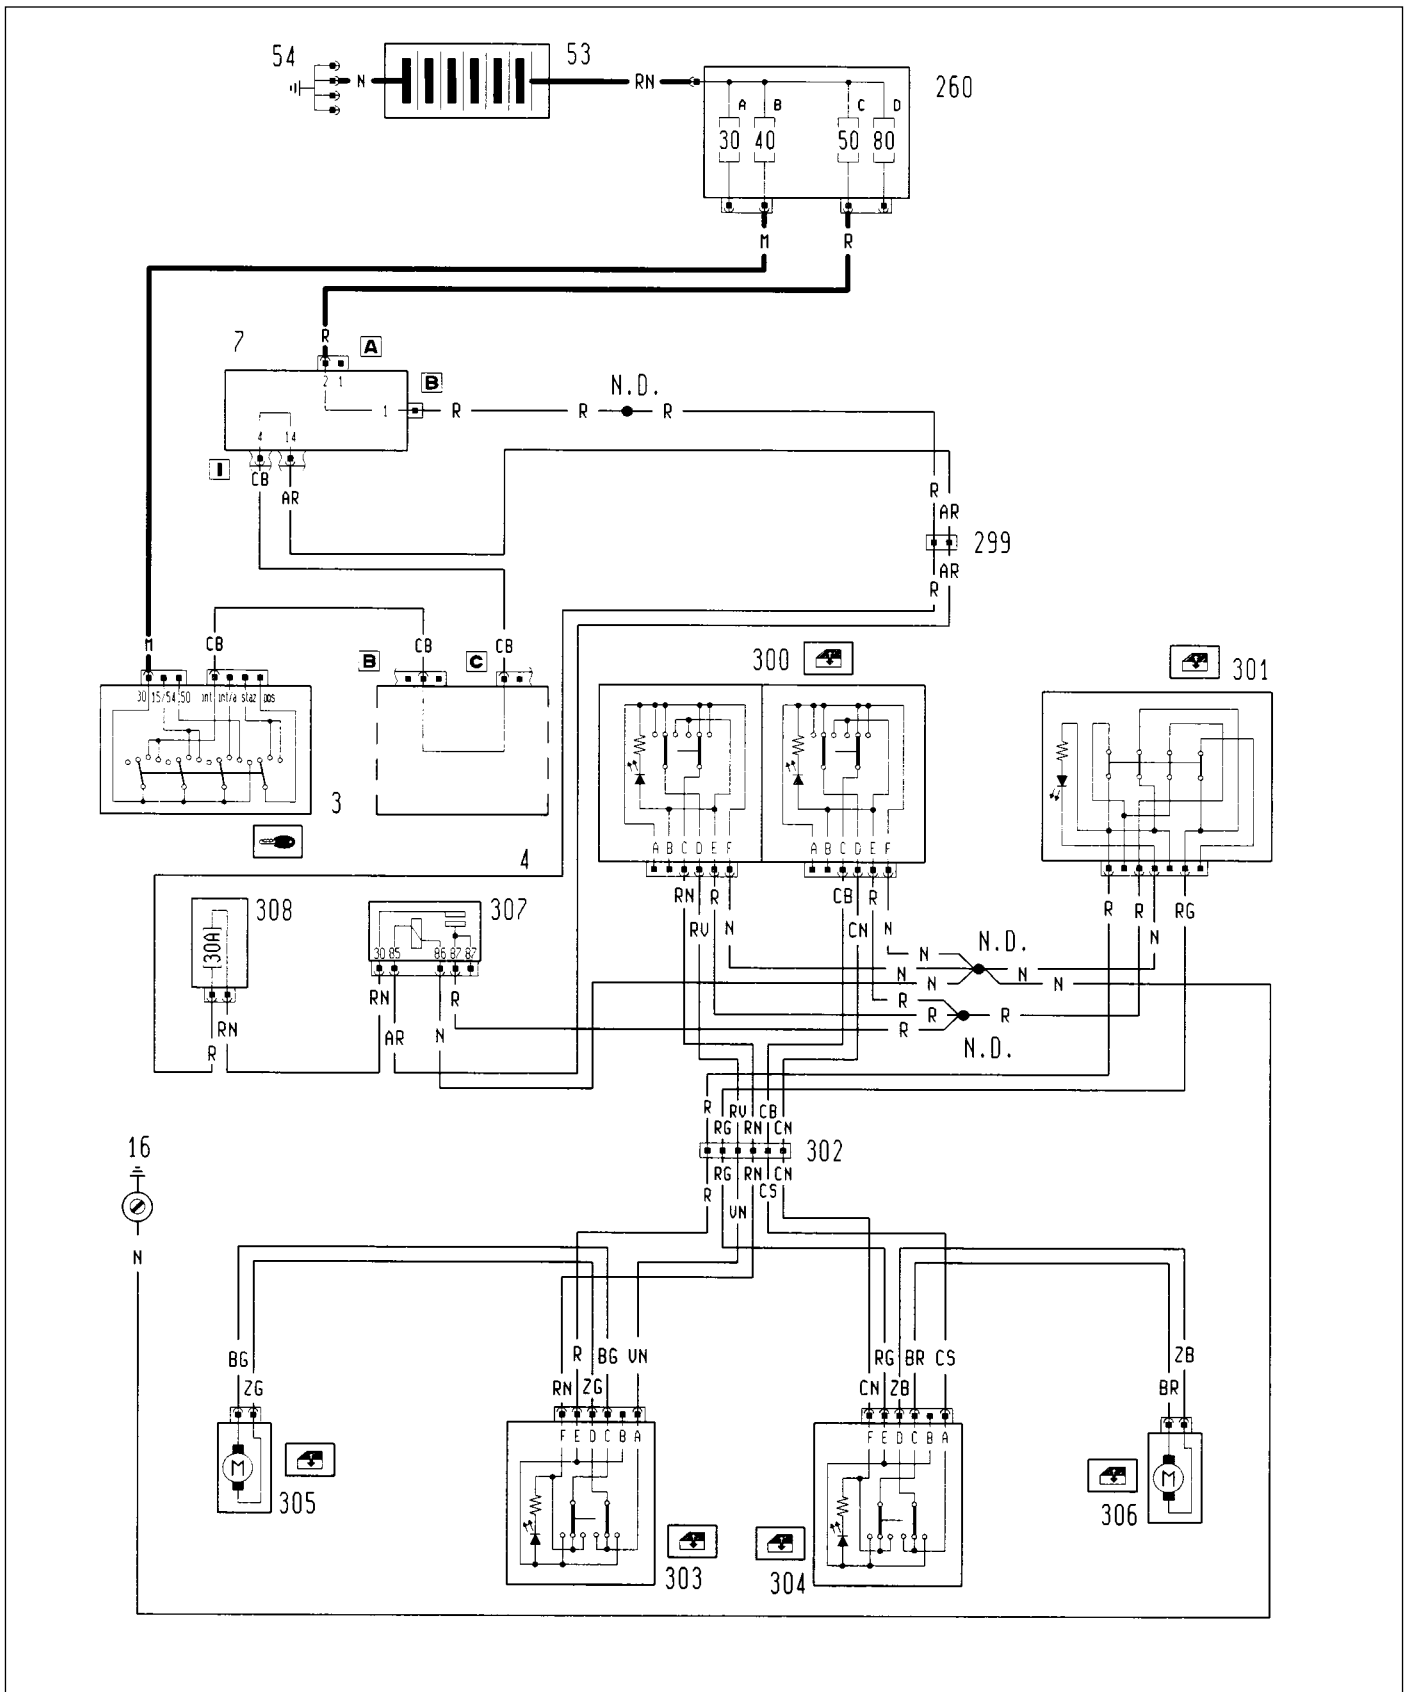 54
53
N
RN
260
A B C D
30 40 50 80
M R
7
R
A
2 1
B
1
R R N.D. R
4 14
I
CB
AR
R
AR
299
AR
R
M
CB
B
CB
C
CB
300
301
30 15/54 50 int int/a staz pos
3
4
A B C D E F
A B C D E F
308
30A
307
30 85 86 87 87
RN R N
RV
CB R
CN N
R R RG
N
N.D.
N
N N
N N
R
R R
R
N.D.
RN
R
RN
AR N R
R RV CB
RG RN CN
302
RG RN CN
R CS
VN
16
N
BG
ZG
R BG VN
RN ZG
RG BR CS
CN ZB
ZB
BR
F E D C B A
F E D C B A
M
305
303
304
M
306